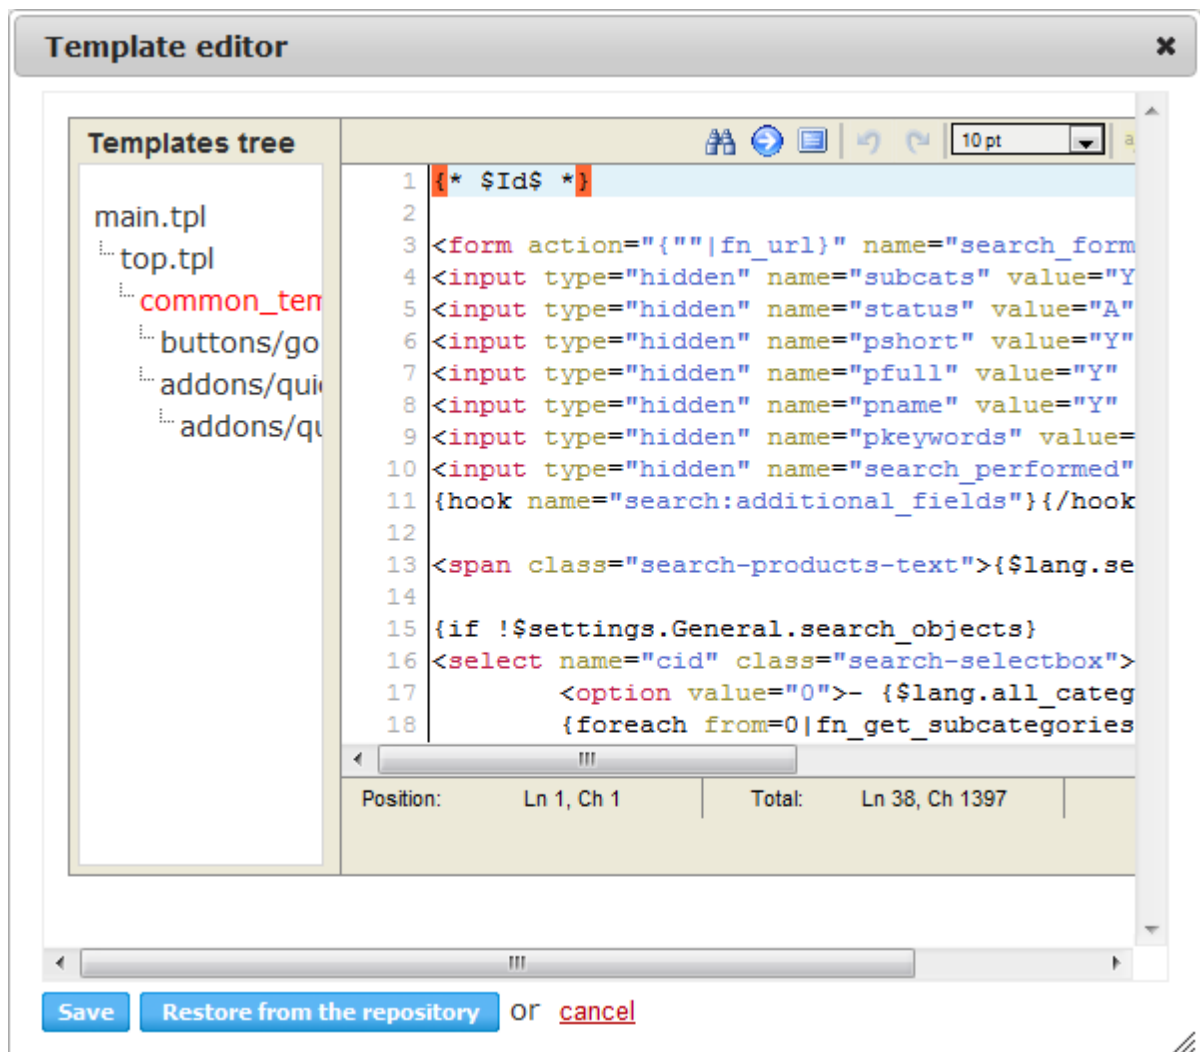 Template editor
Templates tree
main.tpl
top.tpl
common_tem
buttons/go
addons/qui
addons/qu
10 pt
1 {* $Id$ *}
2
3 <form action="{""|fn_url}" name="search_form
4 <input type="hidden" name="subcats" value="Y
5 <input type="hidden" name="status" value="A"
6 <input type="hidden" name="pshort" value="Y"
7 <input type="hidden" name="pfull" value="Y"
8 <input type="hidden" name="pname" value="Y"
9 <input type="hidden" name="pkeywords" value=
10 <input type="hidden" name="search_performed"
11 {hook name="search:additional_fields"}{/hook
12
13 <span class="search-products-text">{$lang.se
14
15 {if !$settings.General.search_objects}
16 <select name="cid" class="search-selectbox">
17 <option value="0">- {$lang.all_categ
18 {foreach from=0|fn_get_subcategories
Position: Ln 1, Ch 1 Total: Ln 38, Ch 1397
Save Restore from the repository or cancel